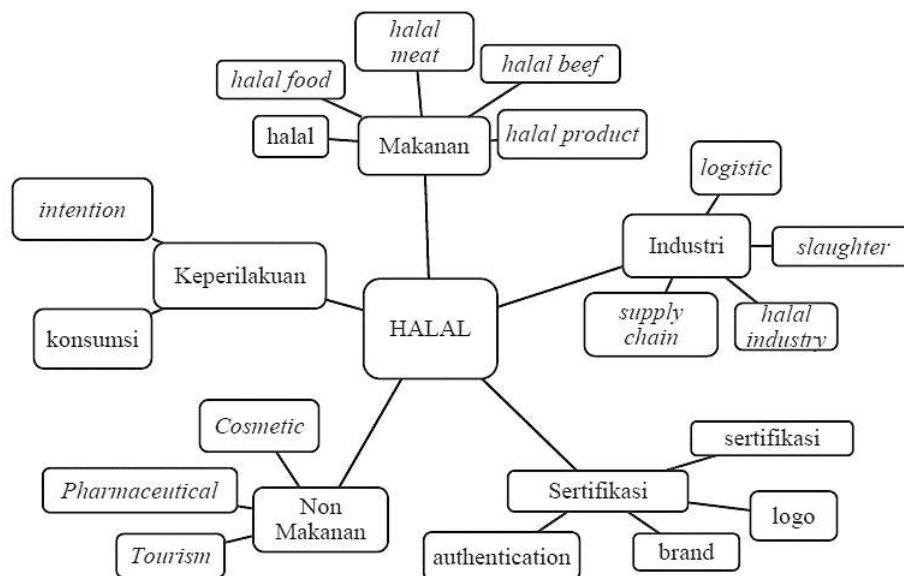 halal
meat
halal food
halal beef
halal
Makanan
halal product
logistic
intention
Keperilakuan
Industri
slaughter
konsumsi
HALAL
supply
chain
halal
industry
Cosmetic
Pharmaceutical
Non
Makanan
Tourism
sertifikasi
Sertifikasi
logo
authentication
brand